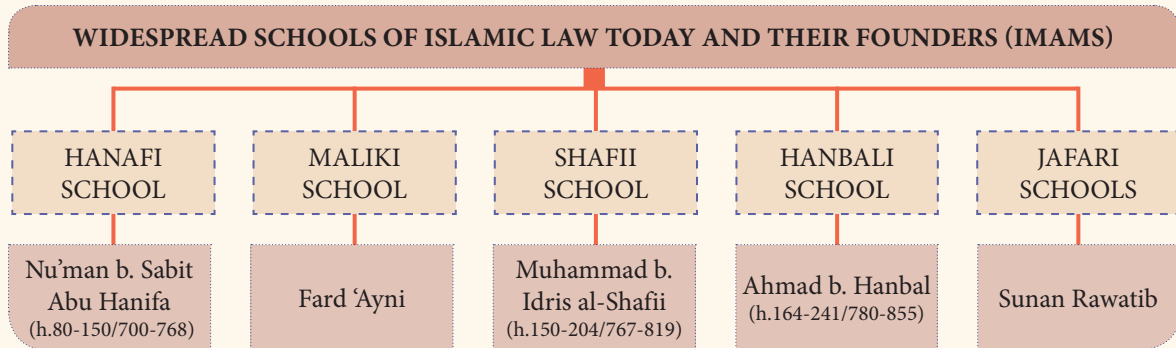 WIDESPREAD SCHOOLS OF ISLAMIC LAW TODAY AND THEIR FOUNDERS (IMAMS)
HANAFI
SCHOOL
MALIKI
SCHOOL
SHAFII
SCHOOL
HANBALI
SCHOOL
JAFARI
SCHOOLS
Nu’man b. Sabit
Abu Hanifa
(h.80-150/700-768)
Fard ‘Ayni
Muhammad b.
Idris al-Shafii
(h.150-204/767-819)
Ahmad b. Hanbal
(h.164-241/780-855)
Sunan Rawatib